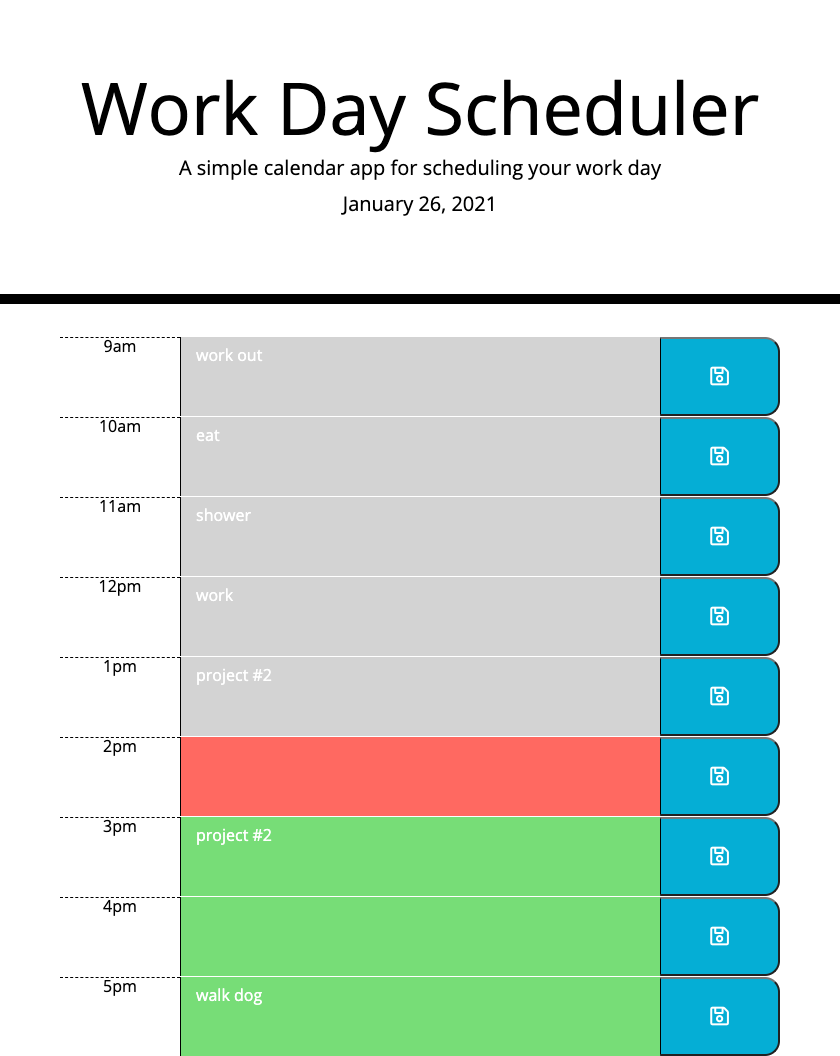 Work Day Scheduler
A simple calendar app for scheduling your work day
January 26, 2021
9am
work out
10am
eat
11am
shower
12pm
work
1pm
project #2
2pm
3pm
project #2
4pm
5pm
walk dog